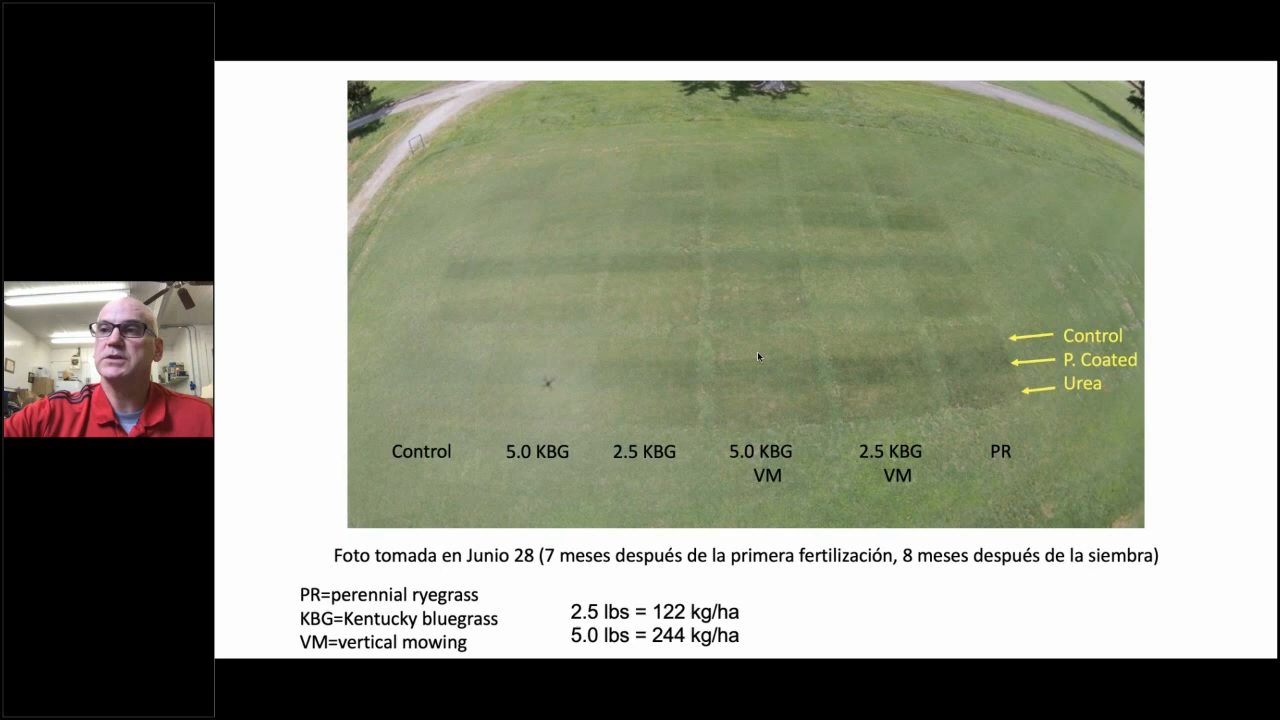 Control
P. Coated
Urea
Control 5.0 KBG 2.5 KBG 5.0 KBG 2.5 KBG PR
VM VM
Foto tomada en Junio 28 (7 meses después de la primera fertilización, 8 meses después de la siembra)
PR=perennial ryegrass
KBG=Kentucky bluegrass
VM=vertical mowing
2.5 lbs = 122 kg/ha
5.0 lbs = 244 kg/ha